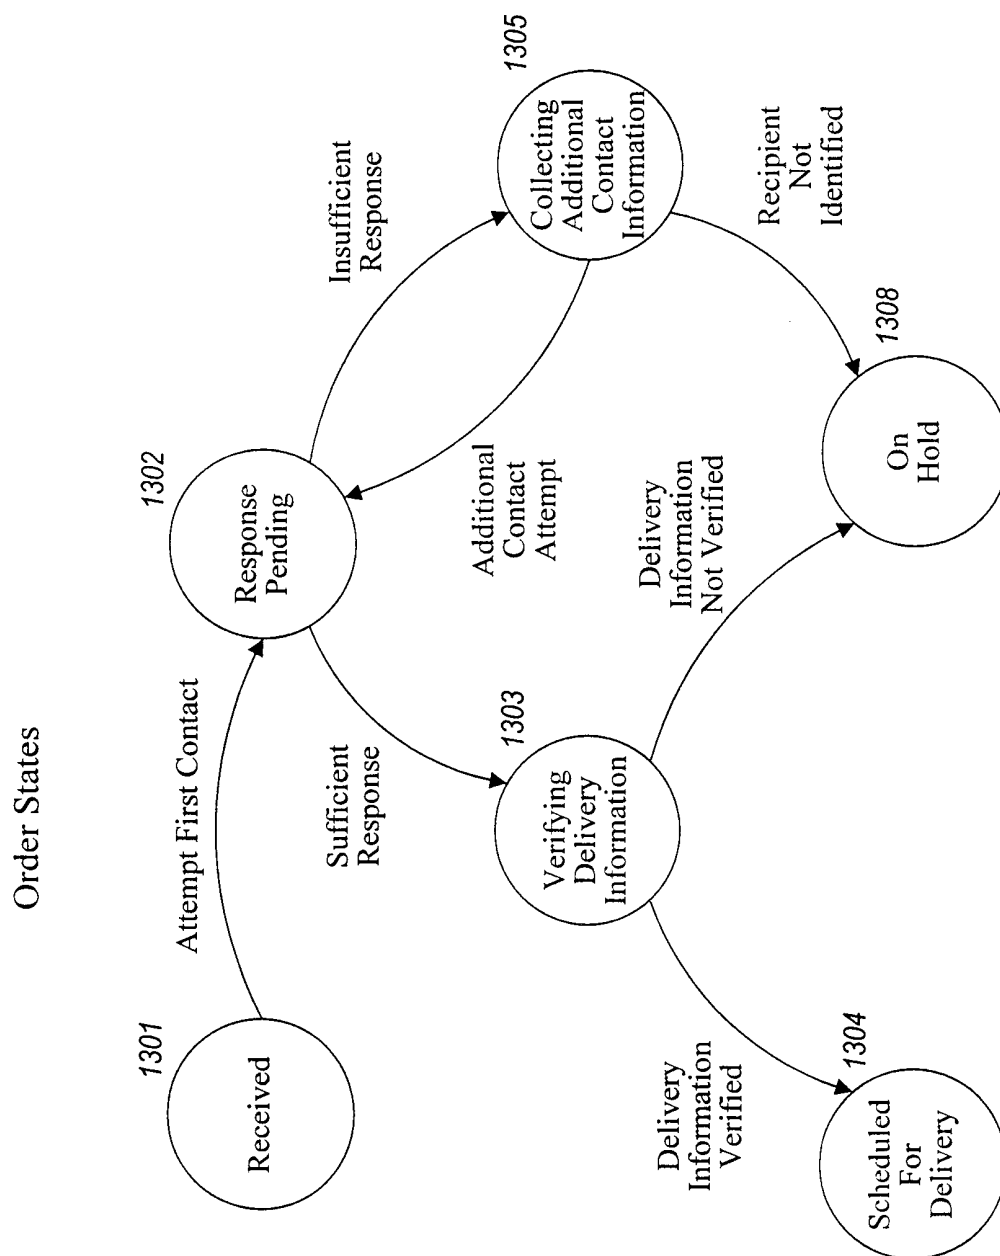 Order States
1301
Received
Attempt First Contact
1302
Response
Pending
Insufficient
Response
1305
Collecting
Additional
Contact
Information
Sufficient
Response
Additional
Contact
Attempt
1303
Verifying
Delivery
Information
Delivery
Information
Not Verified
Recipient
Not
Identified
Delivery
Information
Verified
1304
Scheduled
For
Delivery
1308
On
Hold